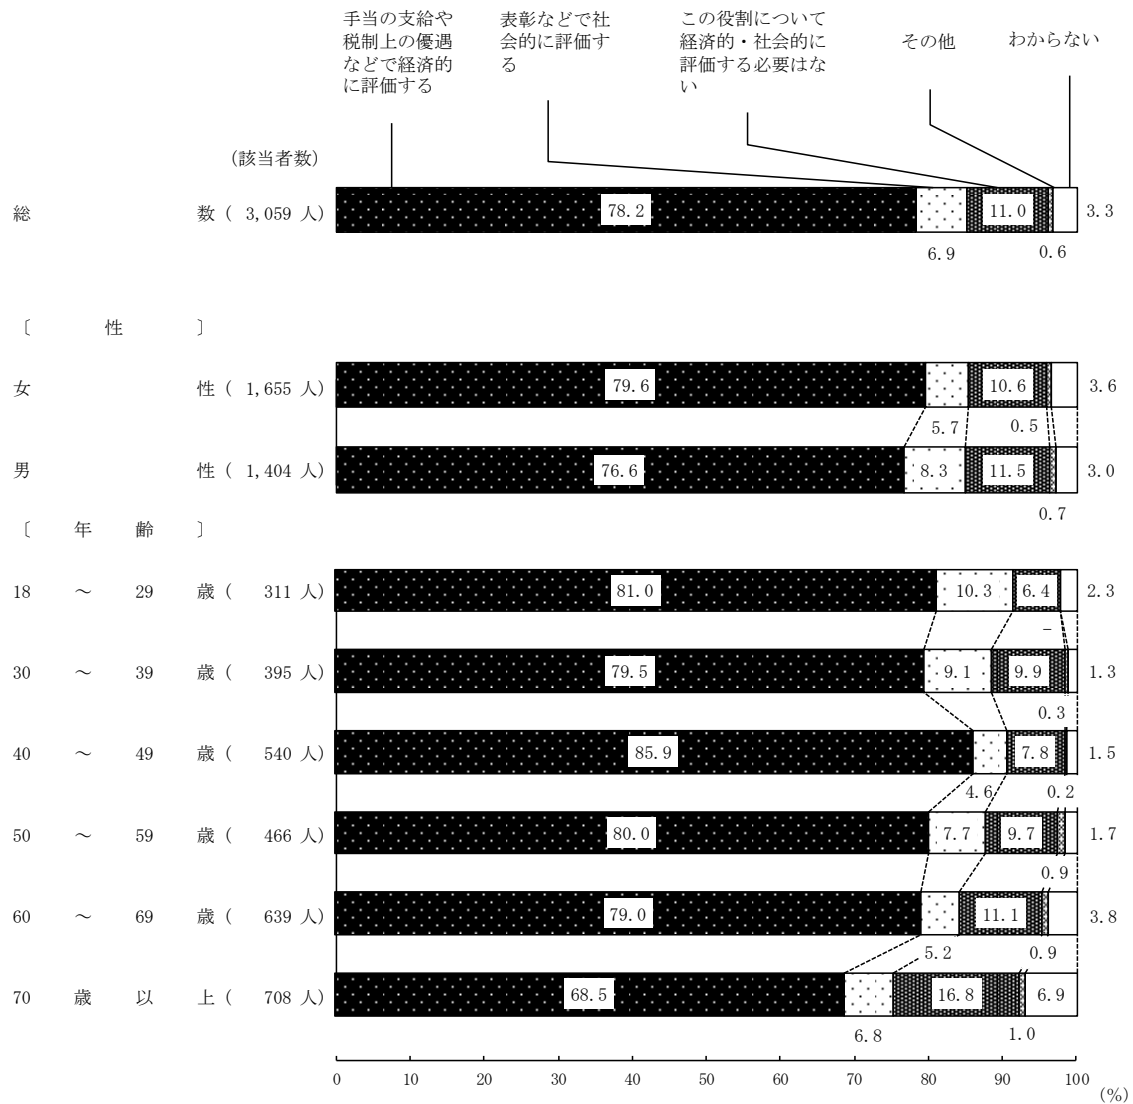 手当の支給や
税制上の優遇
などで経済的
に評価する
表彰などで社
会的に評価す
る
この役割について
経済的・社会的に
評価する必要はな
い
その他
わからない
(該当者数)
総 数 ( 3,059 人) 78.2 11.0 3.3
6.9 0.6
〔 性 〕
女 性 ( 1,655 人) 79.6 10.6 3.6
5.7 0.5
男 性 ( 1,404 人) 76.6 8.3 11.5 3.0
0.7
〔 年 齢 〕
18 ～ 29 歳 ( 311 人) 81.0 10.3 6.4 2.3
－
30 ～ 39 歳 ( 395 人) 79.5 9.1 9.9 1.3
0.3
40 ～ 49 歳 ( 540 人) 85.9 7.8 1.5
4.6 0.2
50 ～ 59 歳 ( 466 人) 80.0 7.7 9.7 1.7
0.9
60 ～ 69 歳 ( 639 人) 79.0 11.1 3.8
5.2 0.9
70 歳 以 上 ( 708 人) 68.5 16.8 6.9
6.8 1.0
0 10 20 30 40 50 60 70 80 90 100
(%)